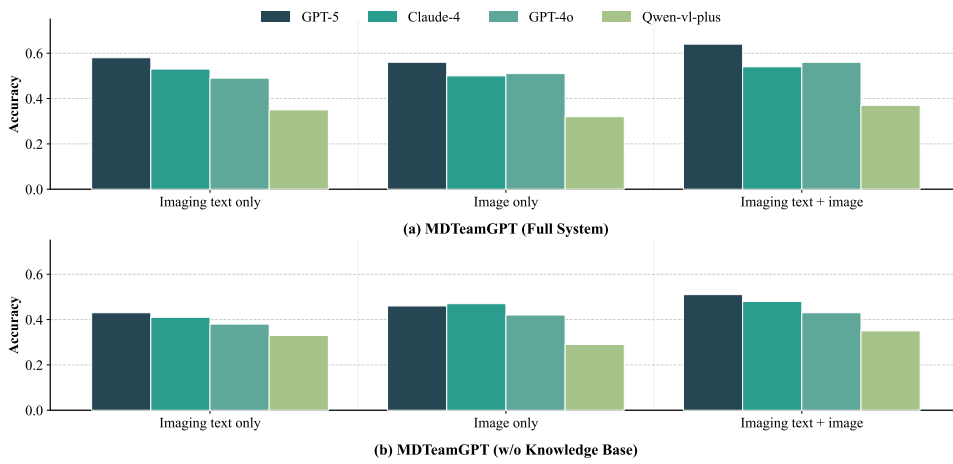 GPT-5 Claude-4 GPT-4o Qwen-vl-plus
Accuracy
0.6
0.4
0.2
0.0
Imaging text only Image only Imaging text + image
(a) MDTeamGPT (Full System)
Accuracy
0.6
0.4
0.2
0.0
Imaging text only Image only Imaging text + image
(b) MDTeamGPT (w/o Knowledge Base)